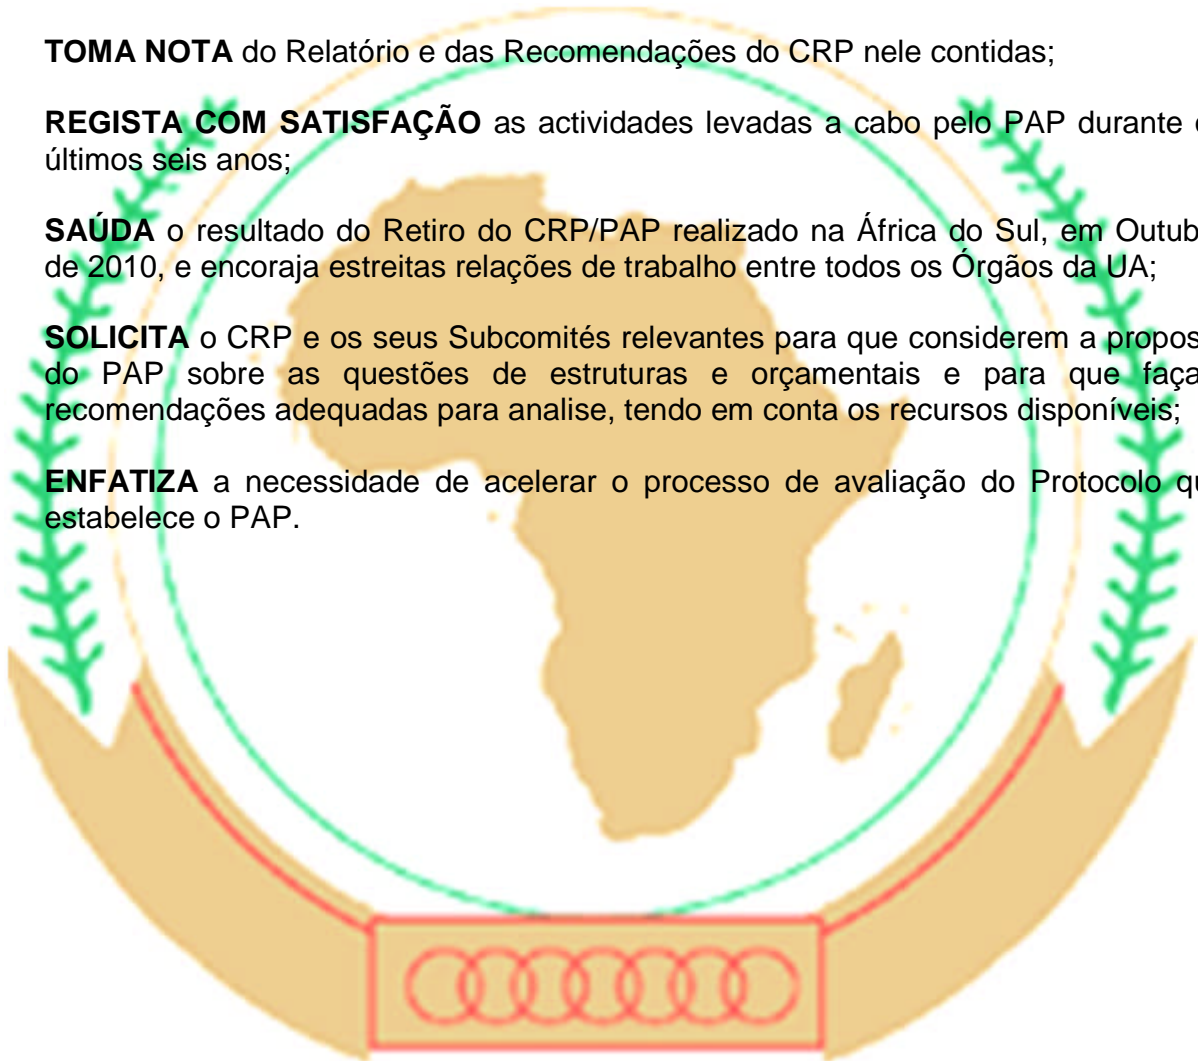 TOMA NOTA do Relatório e das Recomendações do CRP nele contidas;
REGISTA COM SATISFAÇÃO as actividades levadas a cabo pelo PAP durante
últimos seis anos;
SAÚDA o resultado do Retiro do CRP/PAP realizado na África do Sul, em Outub
de 2010, e encoraja estreitas relações de trabalho entre todos os Órgãos da UA;
SOLICITA o CRP e os seus Subcomités relevantes para que considerem a propos
do PAP sobre as questões de estruturas e orçamentais e para que faça
recomendações adequadas para analise, tendo em conta os recursos disponíveis;
ENFATIZA a necessidade de acelerar o processo de avaliação do Protocolo qu
estabelece o PAP.